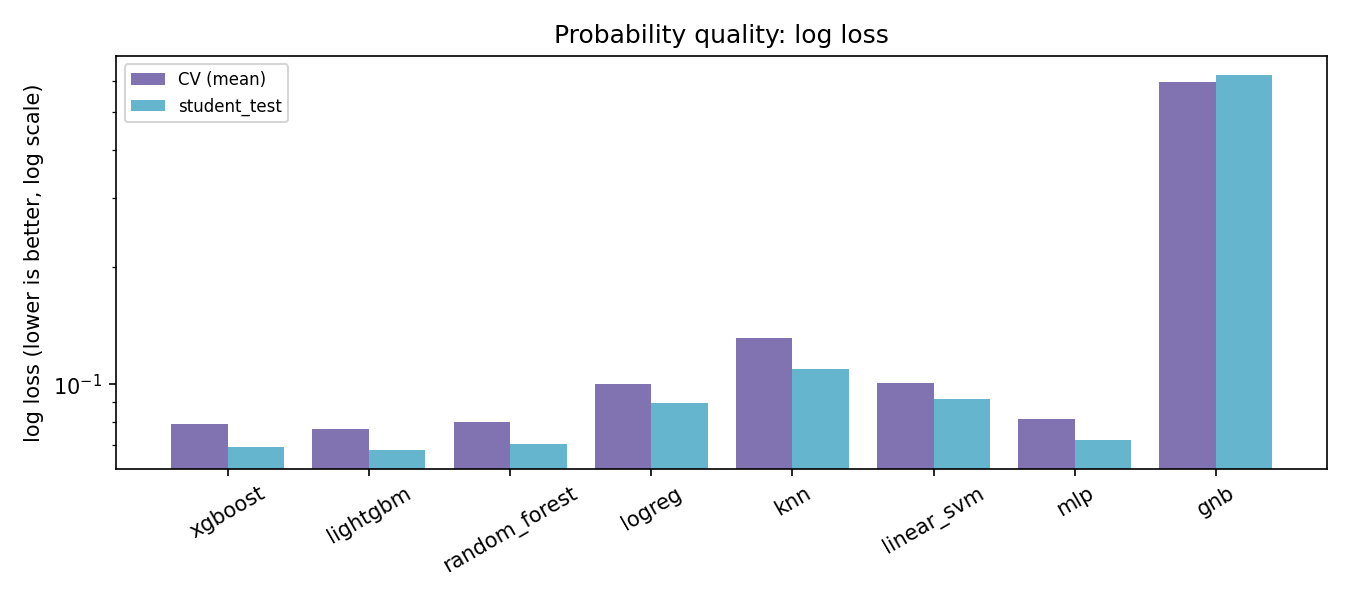 Probability quality: log loss
CV (mean)
student_test
log loss (lower is better, log scale)
10⁻¹
xgboost
lightgbm
random_forest
logreg
knn
linear_svm
mlp
gnb